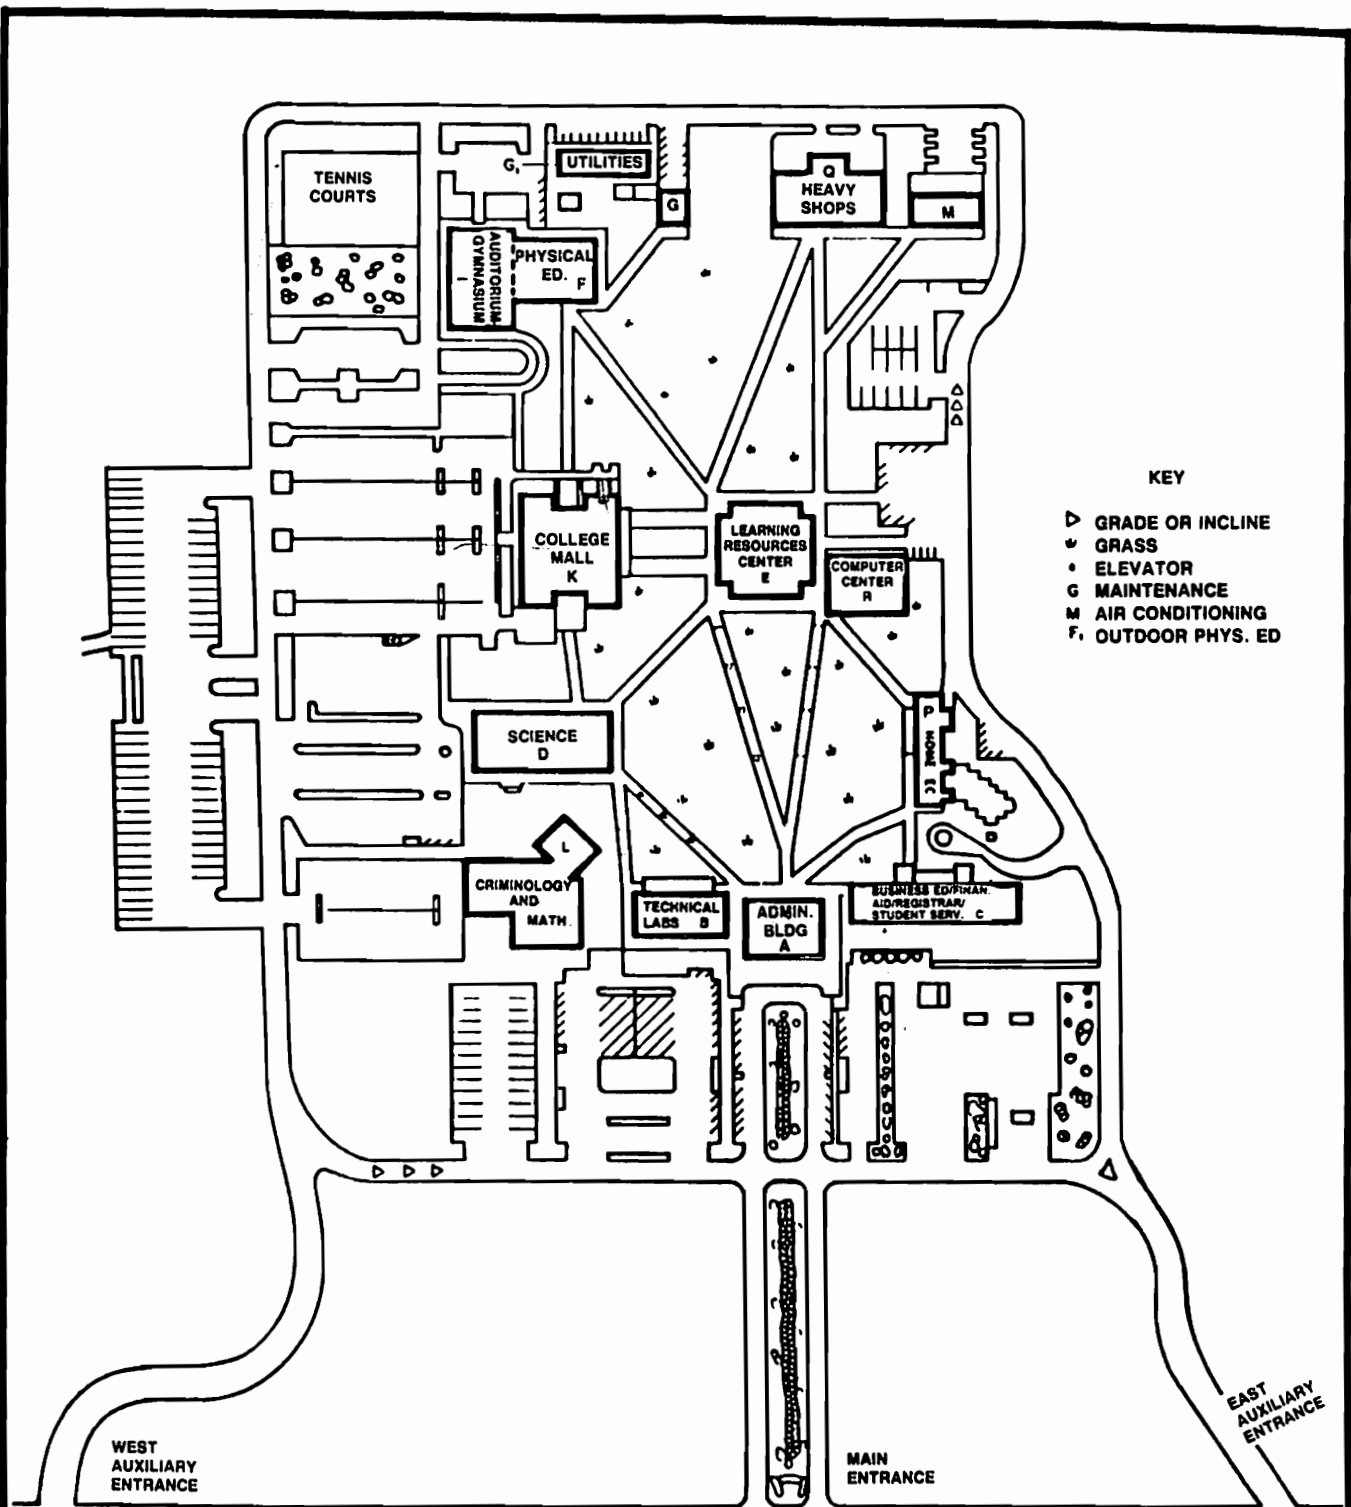 UTILITIES
G,
TENNIS
COURTS
G
Q
HEAVY
SHOPS
M
AUDITORIUM-
GYMNASIUM
I
PHYSICAL
ED.
F
KEY
GRADE OR INCLINE
GRASS
ELEVATOR
G MAINTENANCE
M AIR CONDITIONING
F, OUTDOOR PHYS. ED
COLLEGE
MALL
K
LEARNING
RESOURCES
CENTER
E
COMPUTER
CENTER
R
SCIENCE
D
P
HOME EC
L
CRIMINOLOGY
AND
MATH
TECHNICAL
LABS B
ADMIN.
BLDG
A
BUSINESS ED/FINAN.
AID/REGISTRAR/
STUDENT SERV. C
WEST
AUXILIARY
ENTRANCE
MAIN
ENTRANCE
EAST
AUXILIARY
ENTRANCE